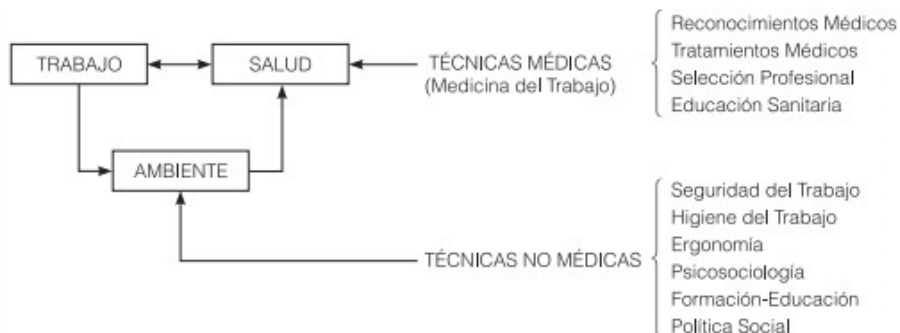 TRABAJO
SALUD
TÉCNICAS MÉDICAS
(Medicina del Trabajo)
Reconocimientos Médicos
Tratamientos Médicos
Selección Profesional
Educación Sanitaria
AMBIENTE
TÉCNICAS NO MÉDICAS
Seguridad del Trabajo
Higiene del Trabajo
Ergonomía
Psicosociología
Formación-Educación
Política Social